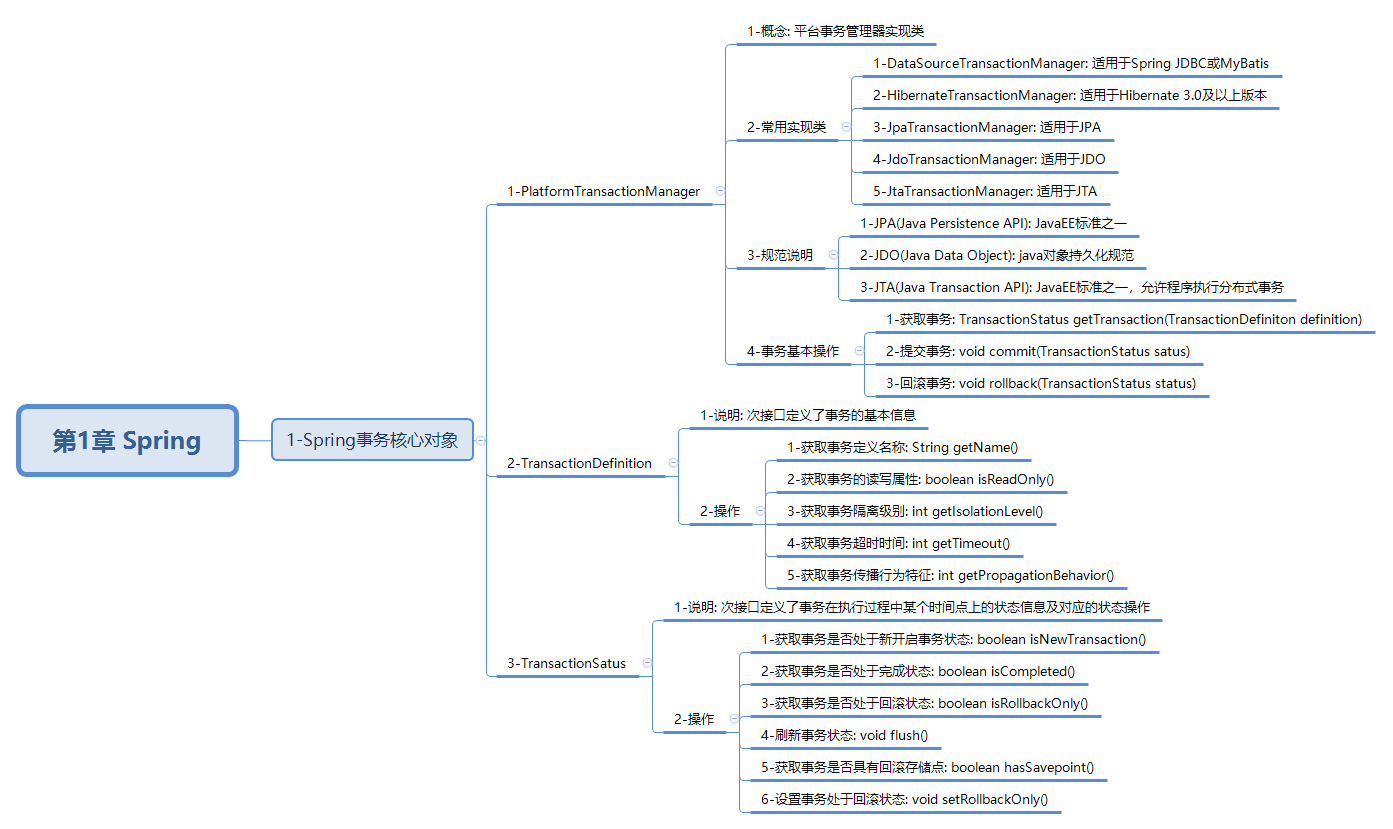 第1章 Spring
1-Spring事务核心对象
1-PlatformTransactionManager
1-概念: 平台事务管理器实现类
2-常用实现类
1-DataSourceTransactionManager: 适用于Spring JDBC或MyBatis
2-HibernateTransactionManager: 适用于Hibernate 3.0及以上版本
3-JpaTransactionManager: 适用于JPA
4-JdoTransactionManager: 适用于JDO
5-JtaTransactionManager: 适用于JTA
3-规范说明
1-JPA(Java Persistence API): JavaEE标准之一
2-JDO(Java Data Object): java对象持久化规范
3-JTA(Java Transaction API): JavaEE标准之一，允许程序执行分布式事务
4-事务基本操作
1-获取事务: TransactionStatus getTransaction(TransactionDefiniton definition)
2-提交事务: void commit(TransactionStatus satus)
3-回滚事务: void rollback(TransactionStatus status)
2-TransactionDefinition
1-说明: 次接口定义了事务的基本信息
2-操作
1-获取事务定义名称: String getName()
2-获取事务的读写属性: boolean isReadOnly()
3-获取事务隔离级别: int getIsolationLevel()
4-获取事务超时时间: int getTimeout()
5-获取事务传播行为特征: int getPropagationBehavior()
3-TransactionSatus
1-说明: 次接口定义了事务在执行过程中某个时间点上的状态信息及对应的状态操作
2-操作
1-获取事务是否处于新开启事务状态: boolean isNewTransaction()
2-获取事务是否处于完成状态: boolean isCompleted()
3-获取事务是否处于回滚状态: boolean isRollbackOnly()
4-刷新事务状态: void flush()
5-获取事务是否具有回滚存储点: boolean hasSavepoint()
6-设置事务处于回滚状态: void setRollbackOnly()